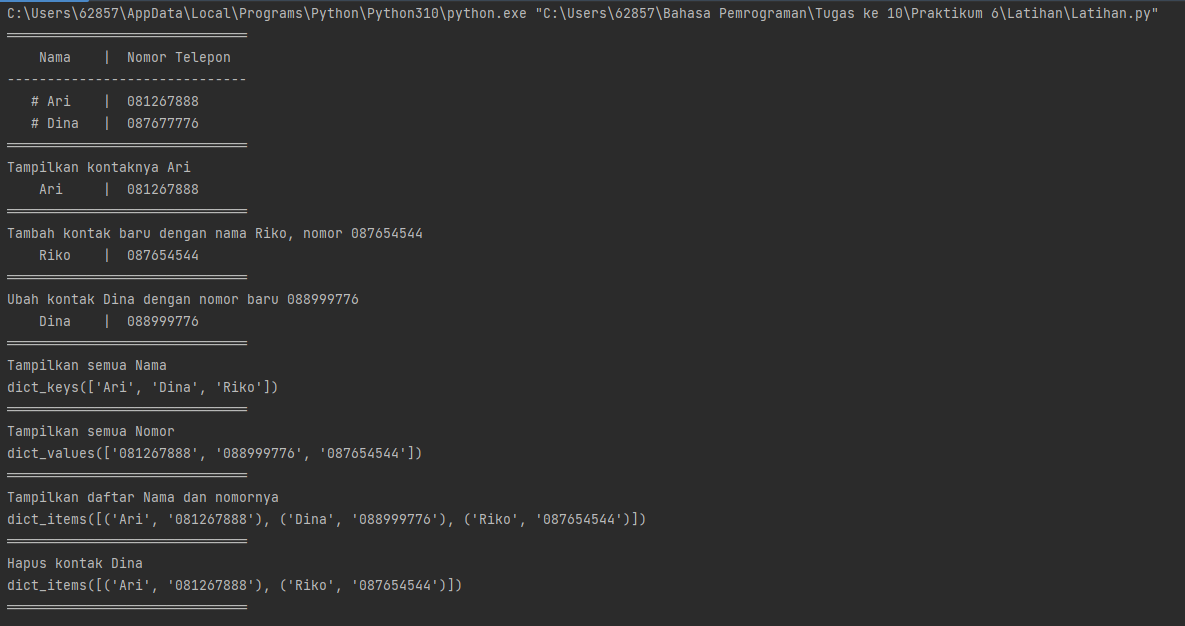 C:\Users\62857\AppData\Local\Programs\Python\Python310\python.exe "C:\Users\62857\Bahasa Pemrograman\Tugas ke 10\Praktikum 6\Latihan\Latihan.py"
==============================
    Nama    |  Nomor Telepon
------------------------------
   # Ari    |  081267888
   # Dina   |  087677776
==============================
Tampilkan kontaknya Ari
    Ari     |  081267888
==============================
Tambah kontak baru dengan nama Riko, nomor 087654544
    Riko    |  087654544
==============================
Ubah kontak Dina dengan nomor baru 088999776
    Dina    |  088999776
==============================
Tampilkan semua Nama
dict_keys(['Ari', 'Dina', 'Riko'])
==============================
Tampilkan semua Nomor
dict_values(['081267888', '088999776', '087654544'])
==============================
Tampilkan daftar Nama dan nomornya
dict_items([('Ari', '081267888'), ('Dina', '088999776'), ('Riko', '087654544')])
==============================
Hapus kontak Dina
dict_items([('Ari', '081267888'), ('Riko', '087654544')])
==============================